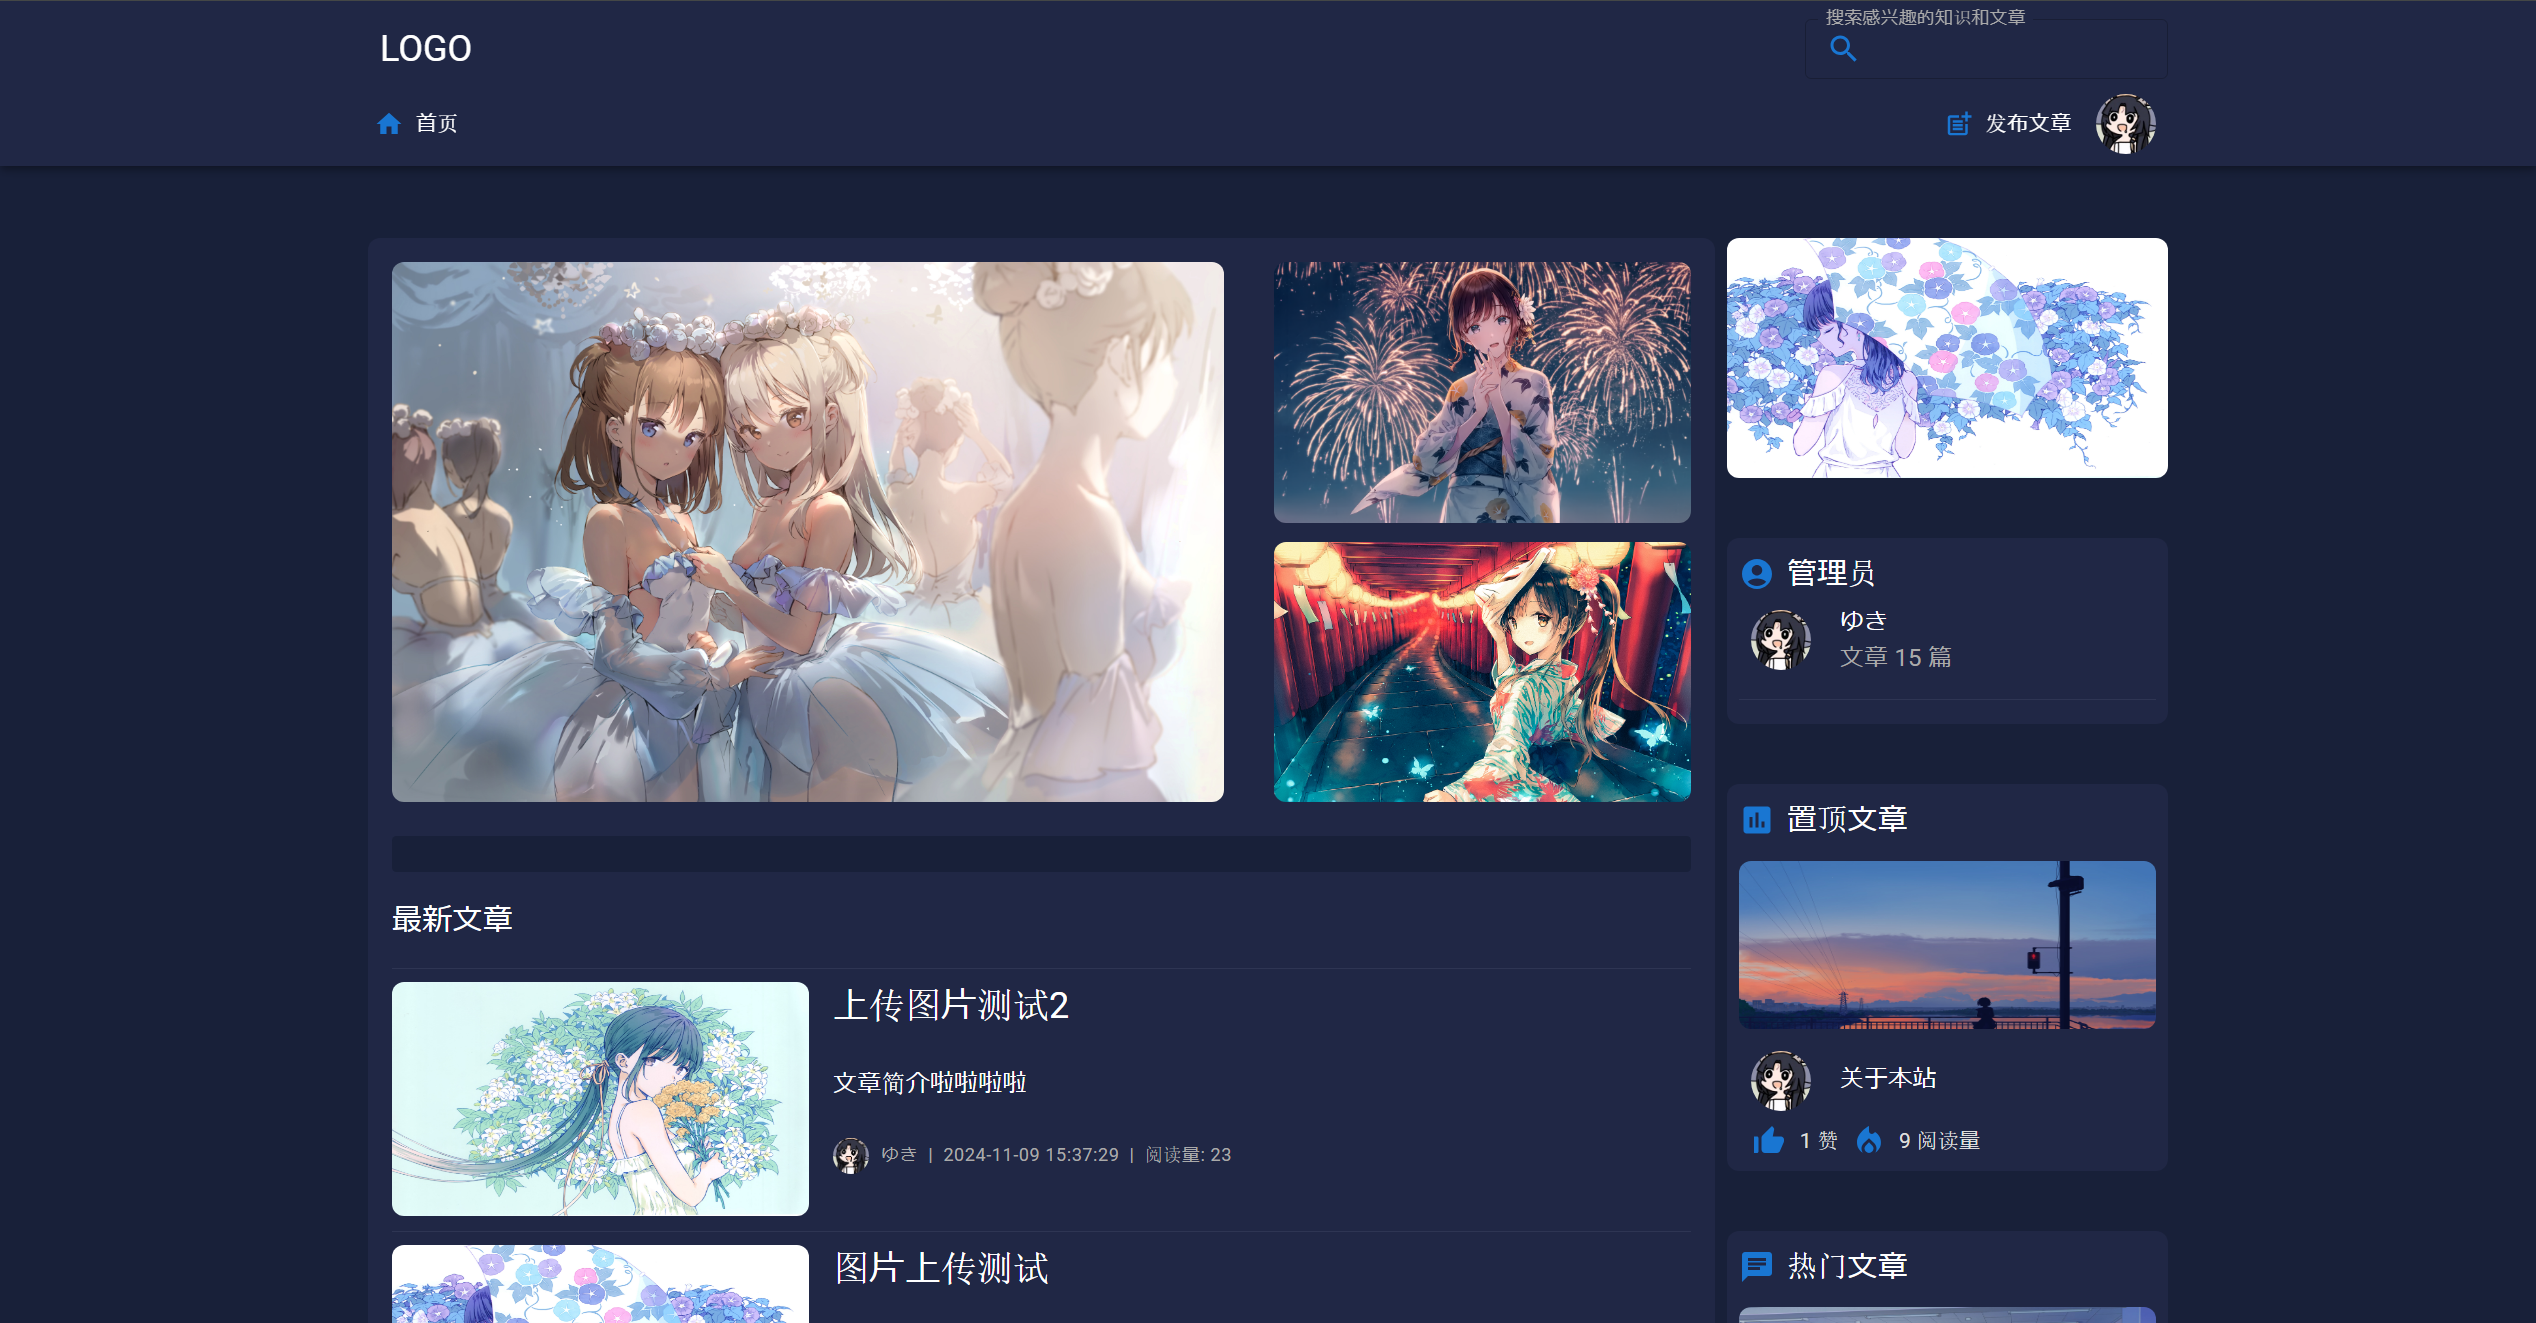 LOGO
搜索感兴趣的知识和文章
首页
发布文章
管理员
ゆき
文章 15 篇
置顶文章
关于本站
1 赞
9 阅读量
热门文章
最新文章
上传图片测试2
文章简介啦啦啦啦
ゆき | 2024-11-09 15:37:29 | 阅读量: 23
图片上传测试